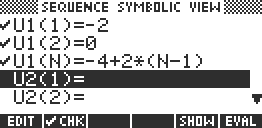 SEQUENCE SYMBOLIC VIEW
✓U1(1)=-2
✓U1(2)=0
✓U1(N)=-4+2*(N-1)
U2(1)=
U2(2)=
EDIT ✓CHK SHOW EVAL